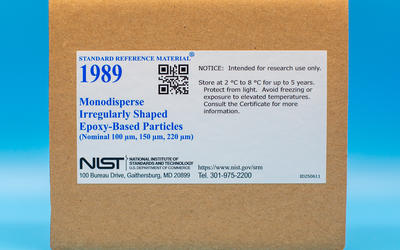 STANDARD REFERENCE MATERIAL®
1989
Monodisperse
Irregularly Shaped
Epoxy-Based Particles
(Nominal 100 µm, 150 µm, 220 µm)
NIST NATIONAL INSTITUTE OF
STANDARDS AND TECHNOLOGY
U.S. DEPARTMENT OF COMMERCE
100 Bureau Drive, Gaithersburg, MD 20899
NOTICE: Intended for research use only.
Store at 2 °C to 8 °C for up to 5 years.
Protect from light. Avoid freezing or
exposure to elevated temperatures.
Consult the Certificate for more
information.
https://www.nist.gov/srm
Tel. 301-975-2200
ID250611